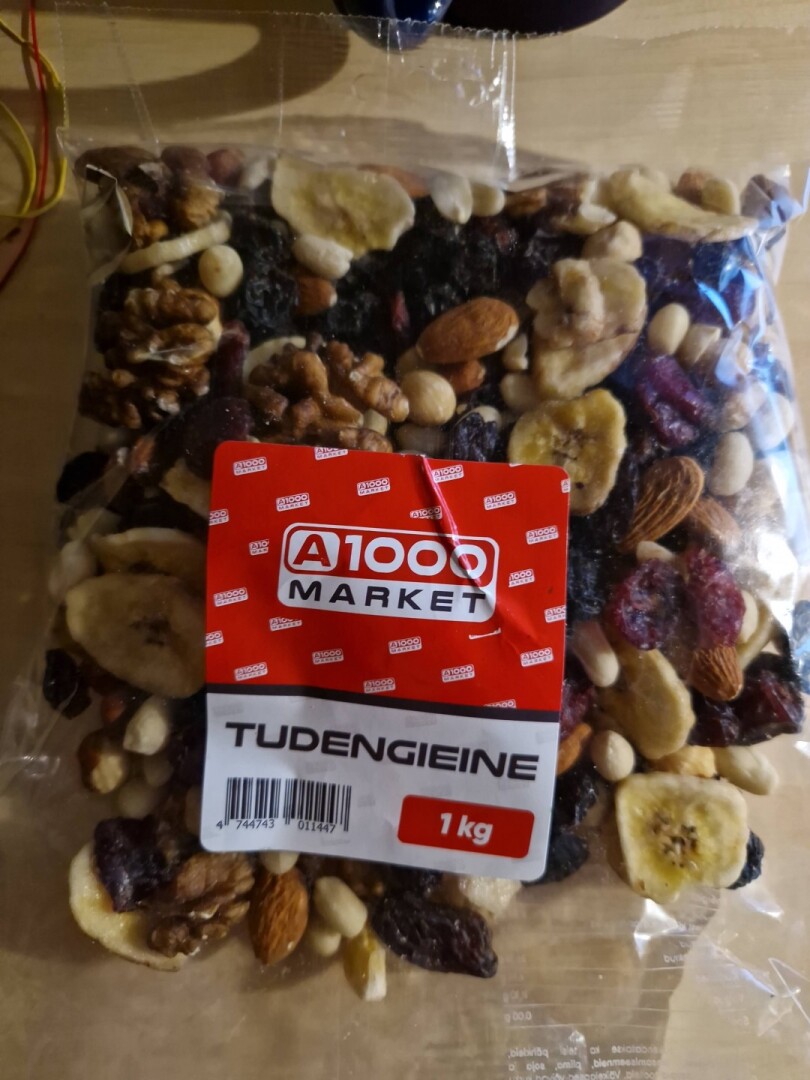 A1000
MARKET
TUDENGIEINE
4 744743 011447
1 kg